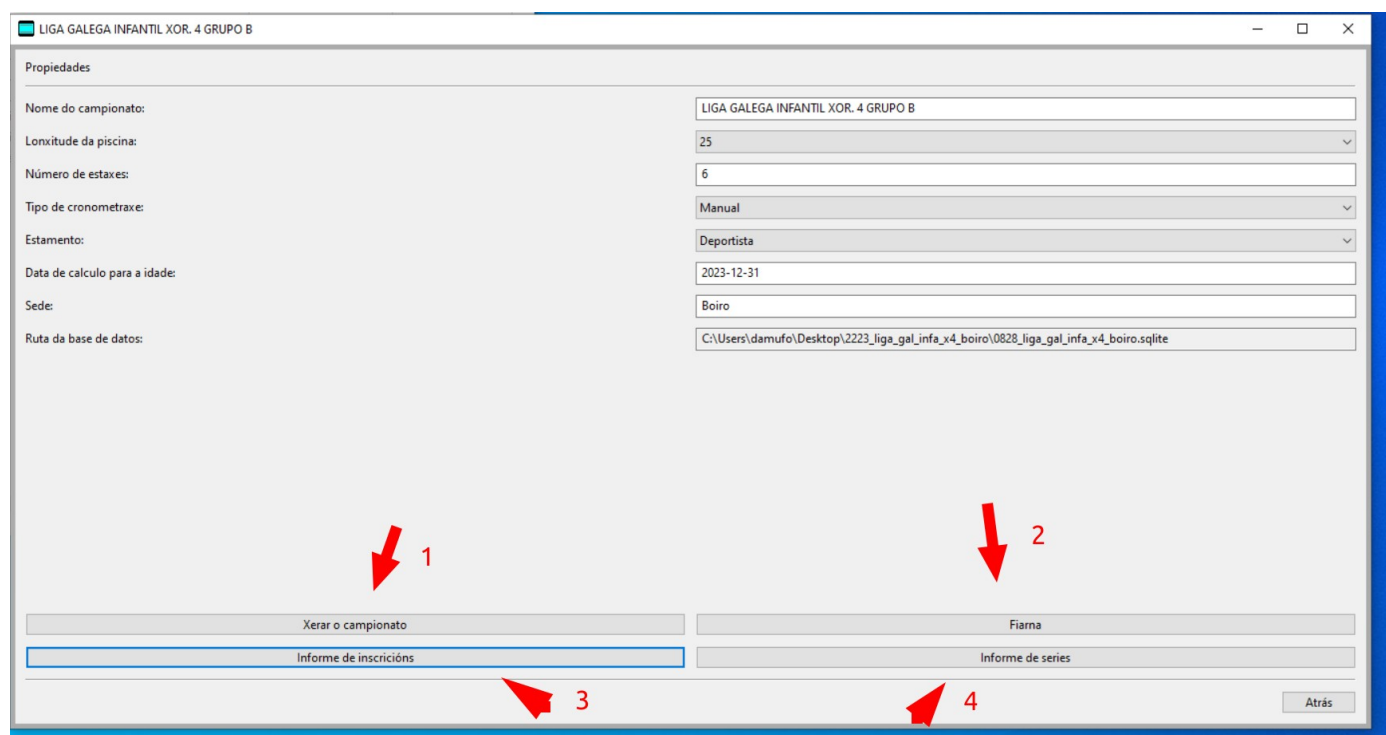 LIGA GALEGA INFANTIL XOR. 4 GRUPO B
Propiedades
Nome do campionato: LIGA GALEGA INFANTIL XOR. 4 GRUPO B
Lonxitude da piscina: 25
Número de estaxes: 6
Tipo de cronometraxe: Manual
Estamento: Deportista
Data de calculo para a idade: 2023-12-31
Sede: Boiro
Ruta da base de datos: C:\Users\damufo\Desktop\2223_liga_gal_infa_x4_boiro\0828_liga_gal_infa_x4_boiro.sqlite
1 2
Xerar o campionato Fiarna
Informe de inscricións Informe de series
3 4
Atrás